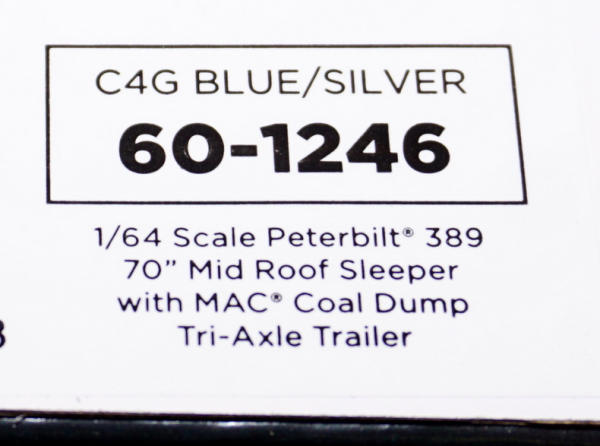 C4G BLUE/SILVER
60-1246
1/64 Scale Peterbilt® 389
70” Mid Roof Sleeper
with MAC® Coal Dump
Tri-Axle Trailer